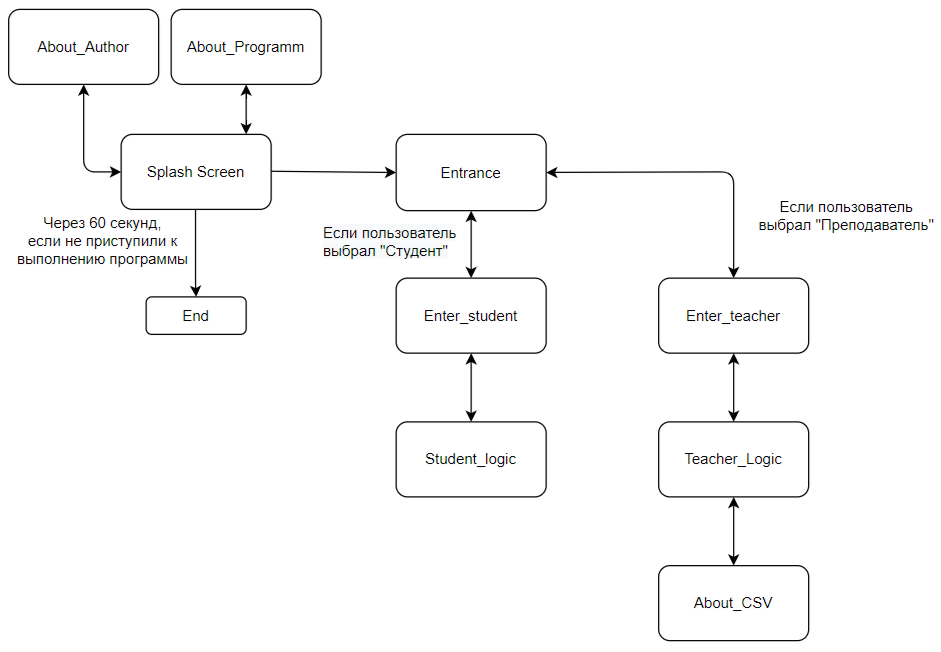 About_Author
About_Programm
Splash Screen
Entrance
Через 60 секунд,
если не приступили к
выполнению программы
Если пользователь
выбрал "Студент"
Если пользователь
выбрал "Преподаватель"
End
Enter_student
Enter_teacher
Student_logic
Teacher_Logic
About_CSV